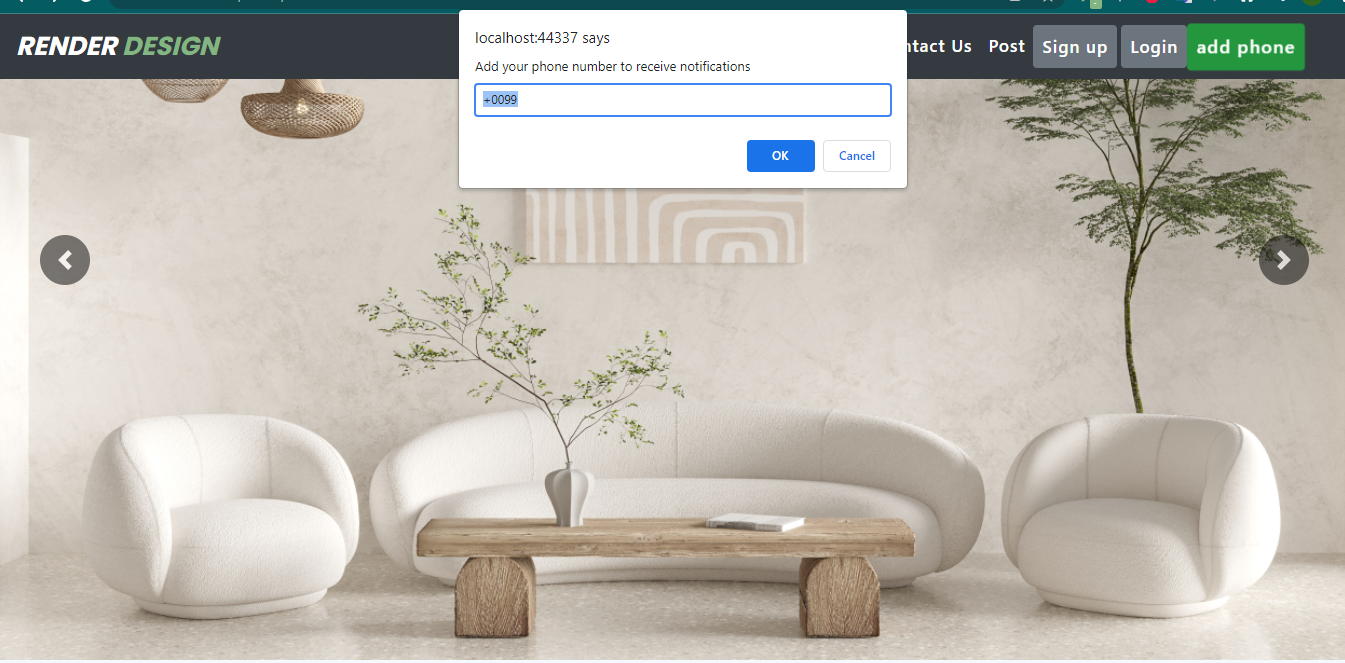 RENDER DESIGN
ntact Us
Post
Sign up
Login
add phone
localhost:44337 says
Add your phone number to receive notifications
+0099
OK
Cancel